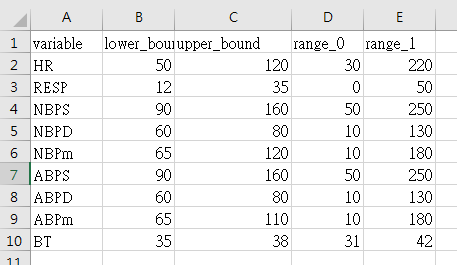 A B C D E
1 variable lower_bour upper_bound range_0 range_1
2 HR 50 120 30 220
3 RESP 12 35 0 50
4 NBPS 90 160 50 250
5 NBPD 60 80 10 130
6 NBPm 65 120 10 180
7 ABPS 90 160 50 250
8 ABPD 60 80 10 130
9 ABPm 65 110 10 180
10 BT 35 38 31 42
11